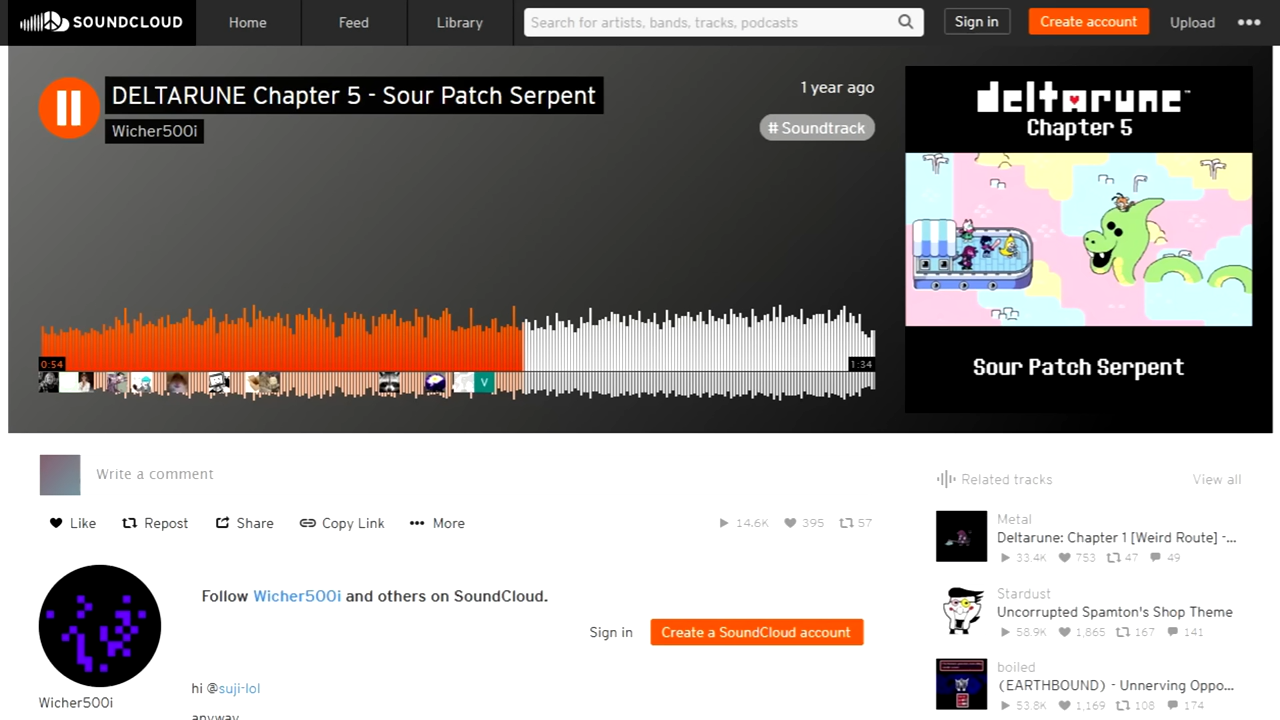 SOUNDCLOUD
Home
Feed
Library
Search for artists, bands, tracks, podcasts
Sign in
Create account
Upload
DELTARUNE Chapter 5 - Sour Patch Serpent
Wicher500i
1 year ago
# Soundtrack
deltarune™
Chapter 5
Sour Patch Serpent
0:54
1:34
V
Write a comment
Like
Repost
Share
Copy Link
More
14.6K
395
57
Follow Wicher500i and others on SoundCloud.
Sign in
Create a SoundCloud account
Wicher500i
hi @suji-lol
anyway
Related tracks
View all
Metal
Deltarune: Chapter 1 [Weird Route] -...
33.4K 753 47 49
Stardust
Uncorrupted Spamton's Shop Theme
58.9K 1,865 167 141
boiled
(EARTHBOUND) - Unnerving Oppo...
53.8K 1,169 108 174